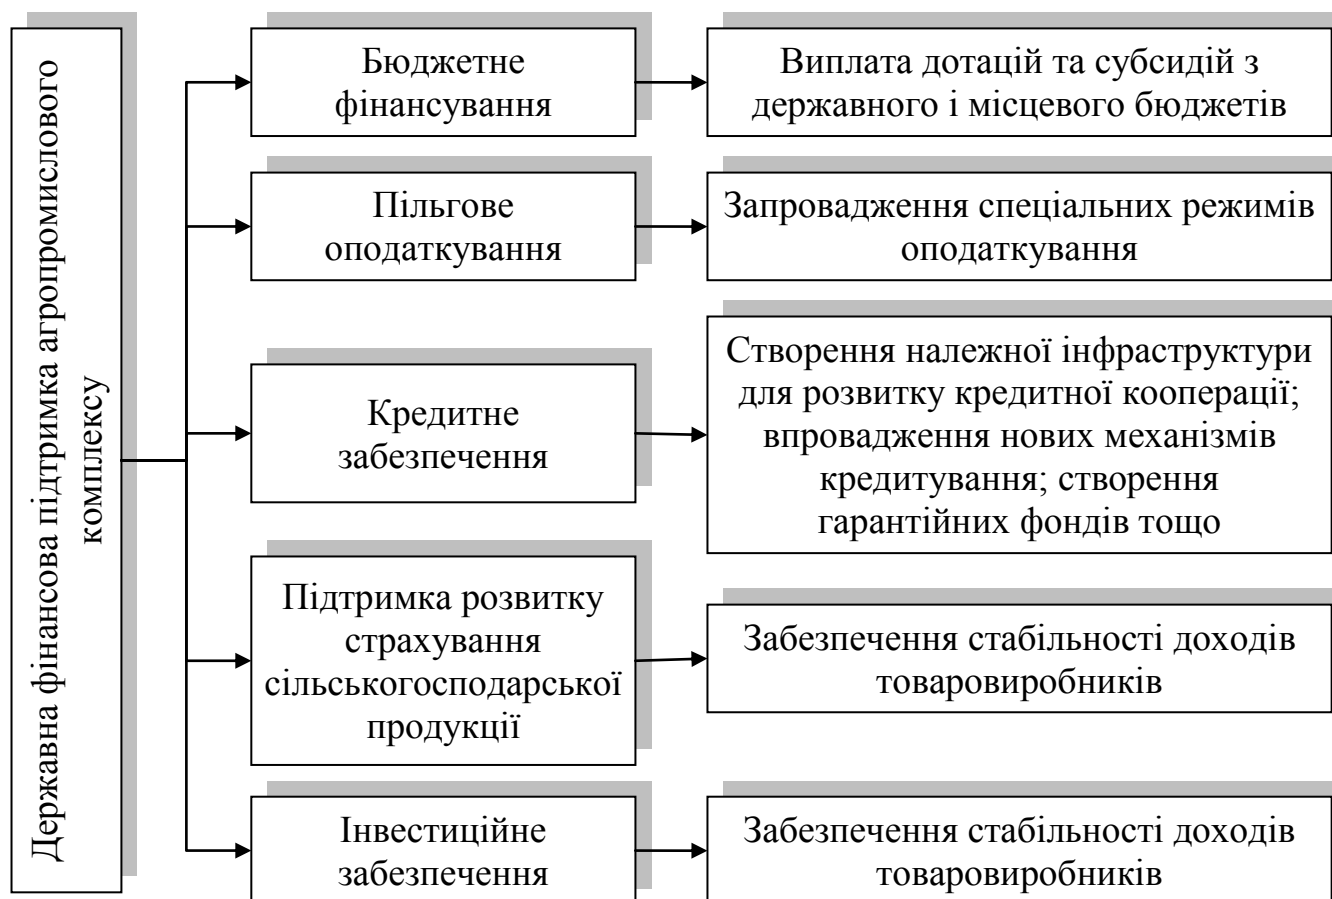 Державна фінансова підтримка агропромислового
комплексу
Бюджетне
фінансування
Виплата дотацій та субсидій з
державного і місцевого бюджетів
Пільгове
оподаткування
Запровадження спеціальних режимів
оподаткування
Кредитне
забезпечення
Створення належної інфраструктури
для розвитку кредитної кооперації;
впровадження нових механізмів
кредитування; створення
гарантійних фондів тощо
Підтримка розвитку
страхування
сільськогосподарської
продукції
Забезпечення стабільності доходів
товаровиробників
Інвестиційне
забезпечення
Забезпечення стабільності доходів
товаровиробників